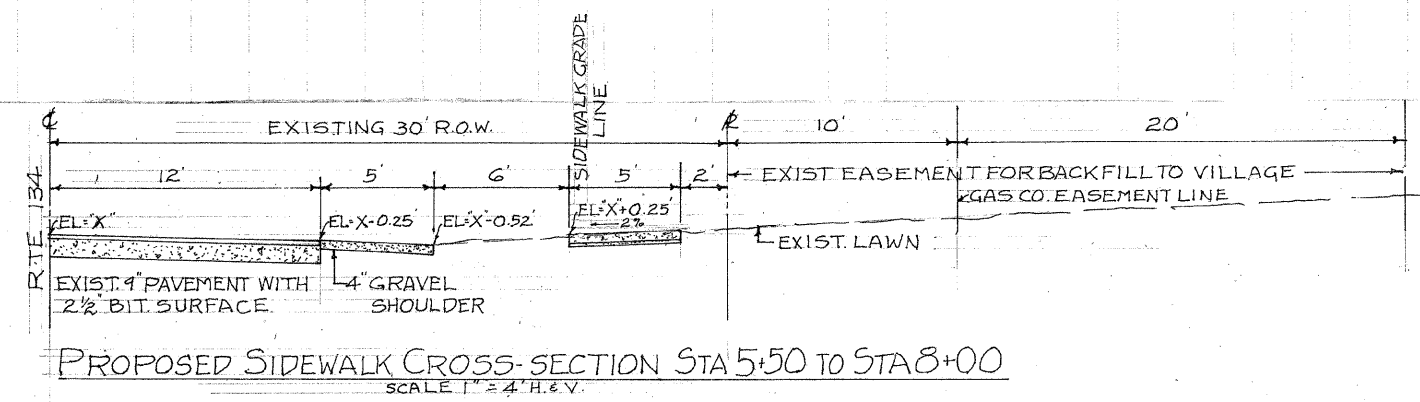 SIDEWALK GRADE
LINE
℄
EXISTING 30' R.O.W.
℄
10'
20'
RTE. 134
12'
5'
6'
5'
2'
EXIST EASEMENT FOR BACKFILL TO VILLAGE
GAS CO. EASEMENT LINE
EL="X"
EL=X-0.25'
EL="X"-0.52'
EL="X"+0.25'
2%
EXIST. LAWN
EXIST. 9" PAVEMENT WITH
2½" BIT. SURFACE.
4" GRAVEL
SHOULDER
PROPOSED SIDEWALK CROSS-SECTION STA 5+50 TO STA 8+00
SCALE 1" = 4' H. & V.